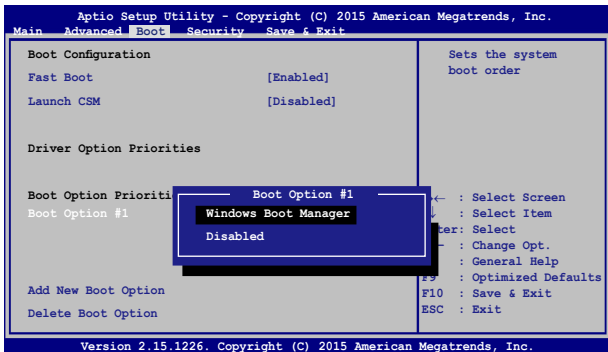 Aptio Setup Utility - Copyright (C) 2015 American Megatrends, Inc.
Main Advanced Boot Security Save & Exit
Boot Configuration
Fast Boot [Enabled]
Launch CSM [Disabled]
Driver Option Priorities
Boot Option Prioriti
Boot Option #1
Add New Boot Option
Delete Boot Option
Boot Option #1
Windows Boot Manager
Disabled
Sets the system
boot order
← : Select Screen
: Select Item
ter: Select
: Change Opt.
: General Help
F9 : Optimized Defaults
F10 : Save & Exit
ESC : Exit
Version 2.15.1226. Copyright (C) 2015 American Megatrends, Inc.